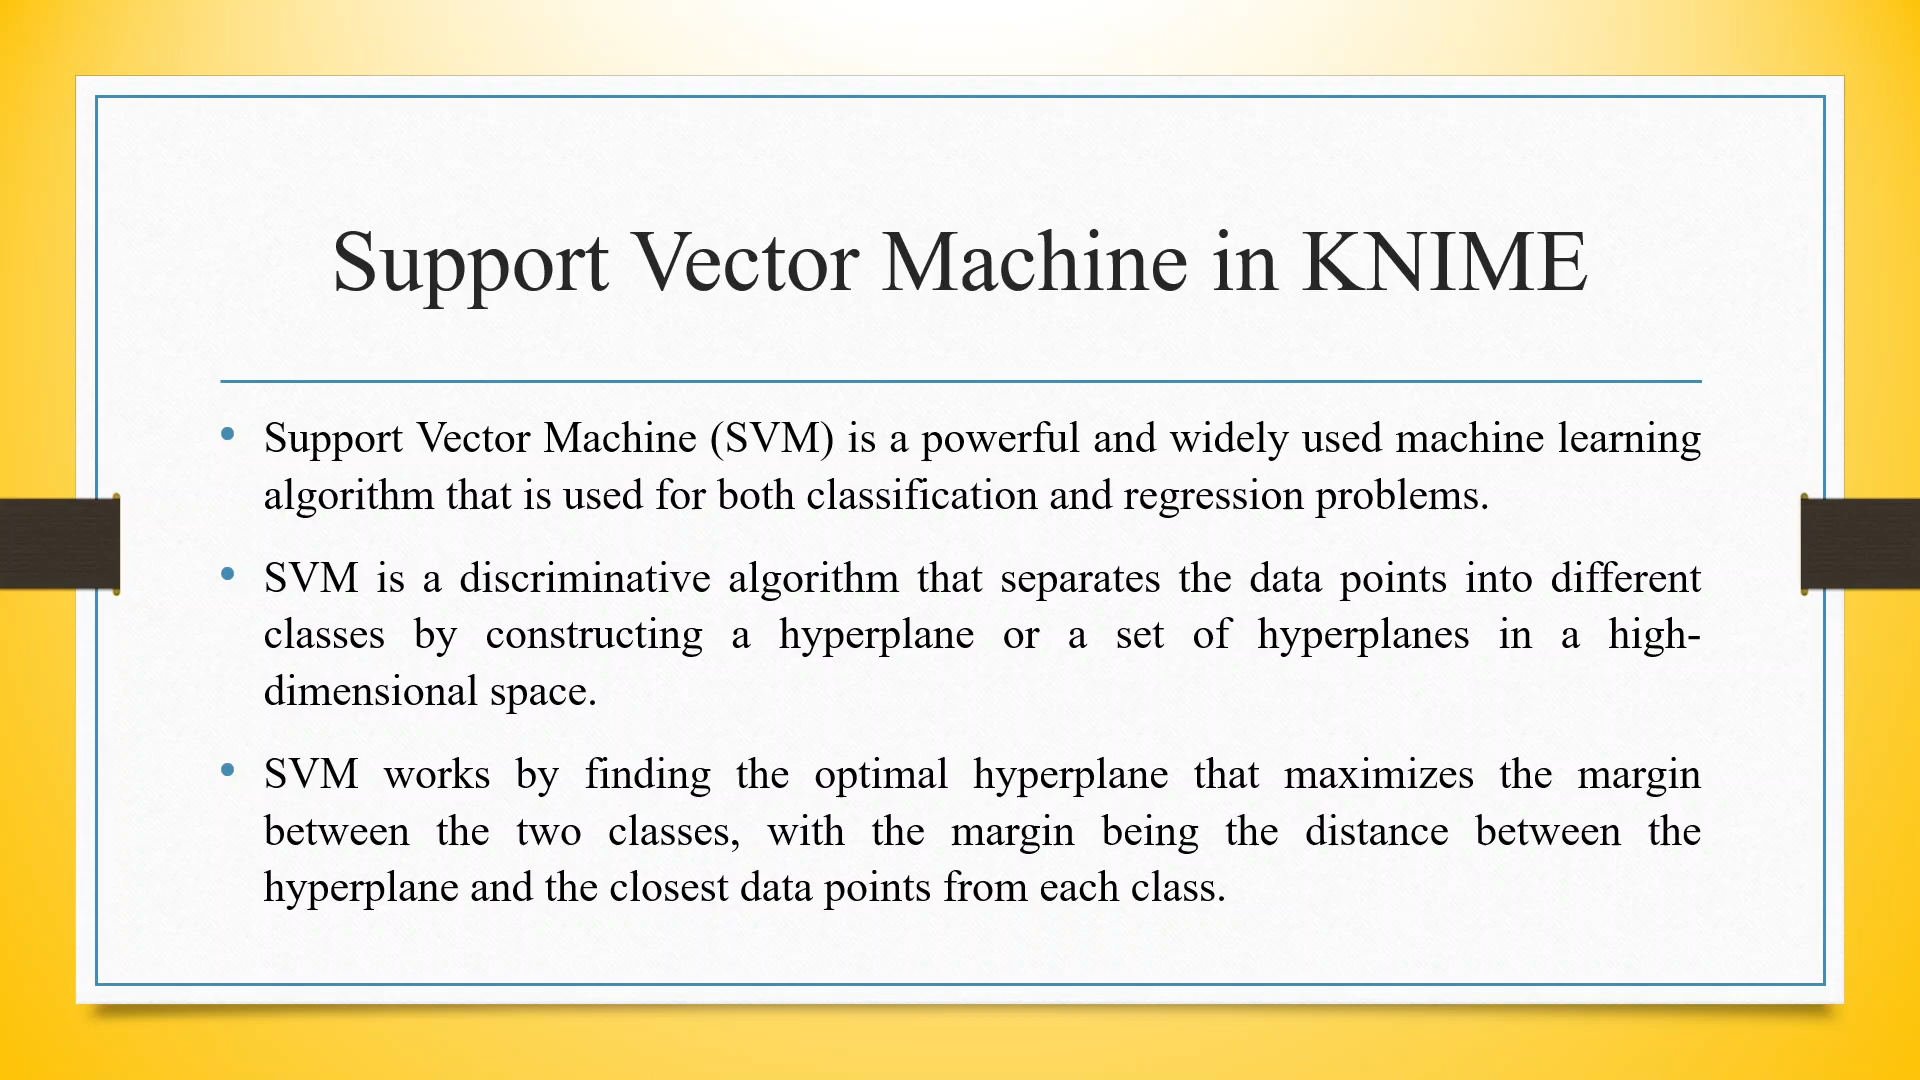 Support Vector Machine in KNIME
• Support Vector Machine (SVM) is a powerful and widely used machine learning
algorithm that is used for both classification and regression problems.
• SVM is a discriminative algorithm that separates the data points into different
classes by constructing a hyperplane or a set of hyperplanes in a high-
dimensional space.
• SVM works by finding the optimal hyperplane that maximizes the margin
between the two classes, with the margin being the distance between the
hyperplane and the closest data points from each class.